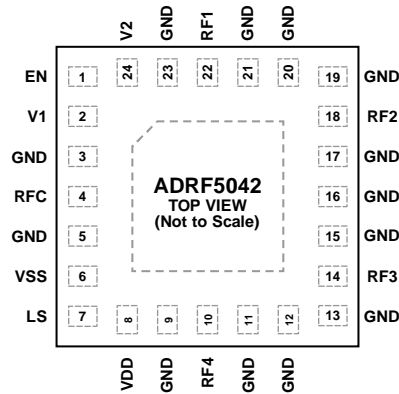 V2 GND RF1 GND GND
24 23 22 21 20
EN 1 19 GND
V1 2 18 RF2
GND 3 17 GND
RFC 4 16 GND
GND 5 15 GND
VSS 6 14 RF3
LS 7 13 GND
ADRF5042
TOP VIEW
(Not to Scale)
8 9 10 11 12
VDD GND RF4 GND GND